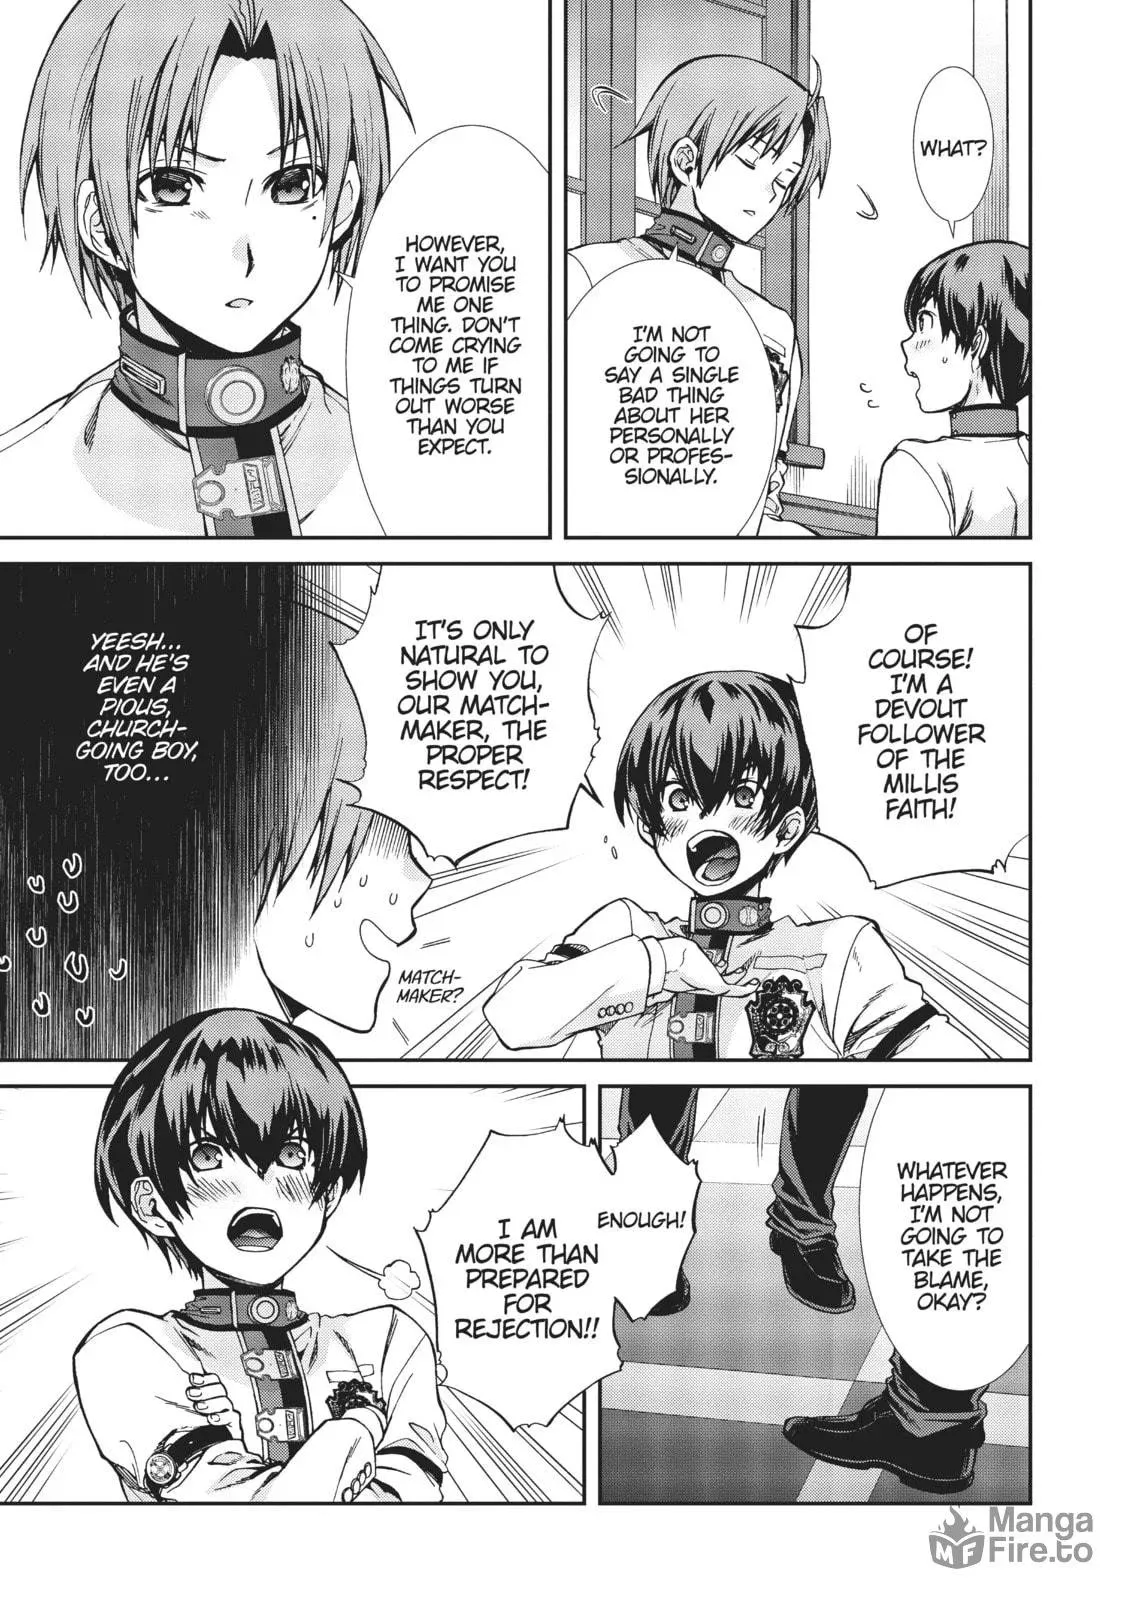 WHAT?
I'M NOT
GOING TO
SAY A SINGLE
BAD THING
ABOUT HER
PERSONALLY
OR PROFES-
SIONALLY.
HOWEVER,
I WANT YOU
TO PROMISE
ME ONE
THING. DON'T
COME CRYING
TO ME IF
THINGS TURN
OUT WORSE
THAN YOU
EXPECT.
OF
COURSE!
I'M A
DEVOUT
FOLLOWER
OF THE
MILLIS
FAITH!
IT'S ONLY
NATURAL TO
SHOW YOU,
OUR MATCH-
MAKER, THE
PROPER
RESPECT!
MATCH-
MAKER?
YEESH...
AND HE'S
EVEN A
PIOUS,
CHURCH-
GOING BOY,
TOO...
WHATEVER
HAPPENS,
I'M NOT
GOING TO
TAKE THE
BLAME,
OKAY?
ENOUGH!
I AM
MORE THAN
PREPARED
FOR
REJECTION!!
MF
Manga
Fire.to